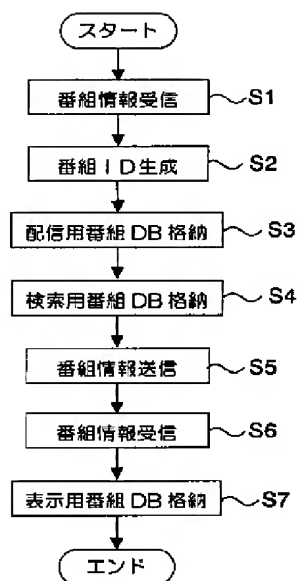 スタート
番組情報受信 S1
番組ID生成 S2
配信用番組DB格納 S3
検索用番組DB格納 S4
番組情報送信 S5
番組情報受信 S6
表示用番組DB格納 S7
エンド